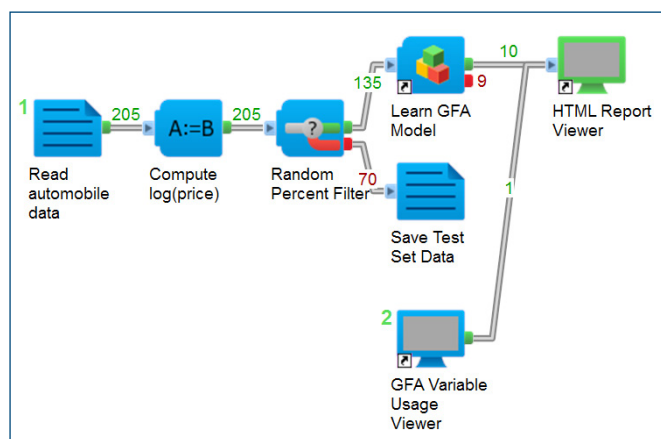 1
205
205
135
10
9
70
1
2
A:=B
?
Read
automobile
data
Compute
log(price)
Random
Percent Filter
Learn GFA
Model
HTML Report
Viewer
Save Test
Set Data
GFA Variable
Usage
Viewer